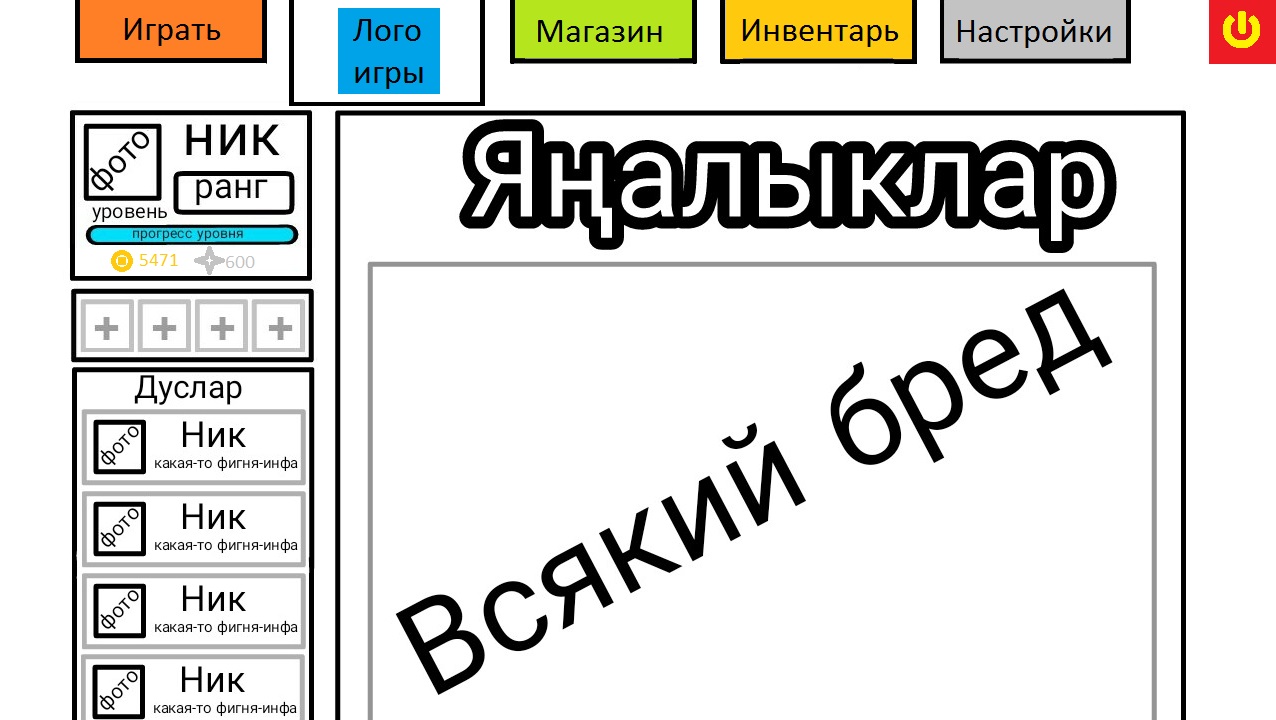 Играть
Лого
игры
Магазин
Инвентарь
Настройки
фото
ник
ранг
уровень
прогресс уровня
5471
600
Дуслар
фото
Ник
какая-то фигня-инфа
фото
Ник
какая-то фигня-инфа
фото
Ник
какая-то фигня-инфа
фото
Ник
какая-то фигня-инфа
Яңалыклар
Всякий бред